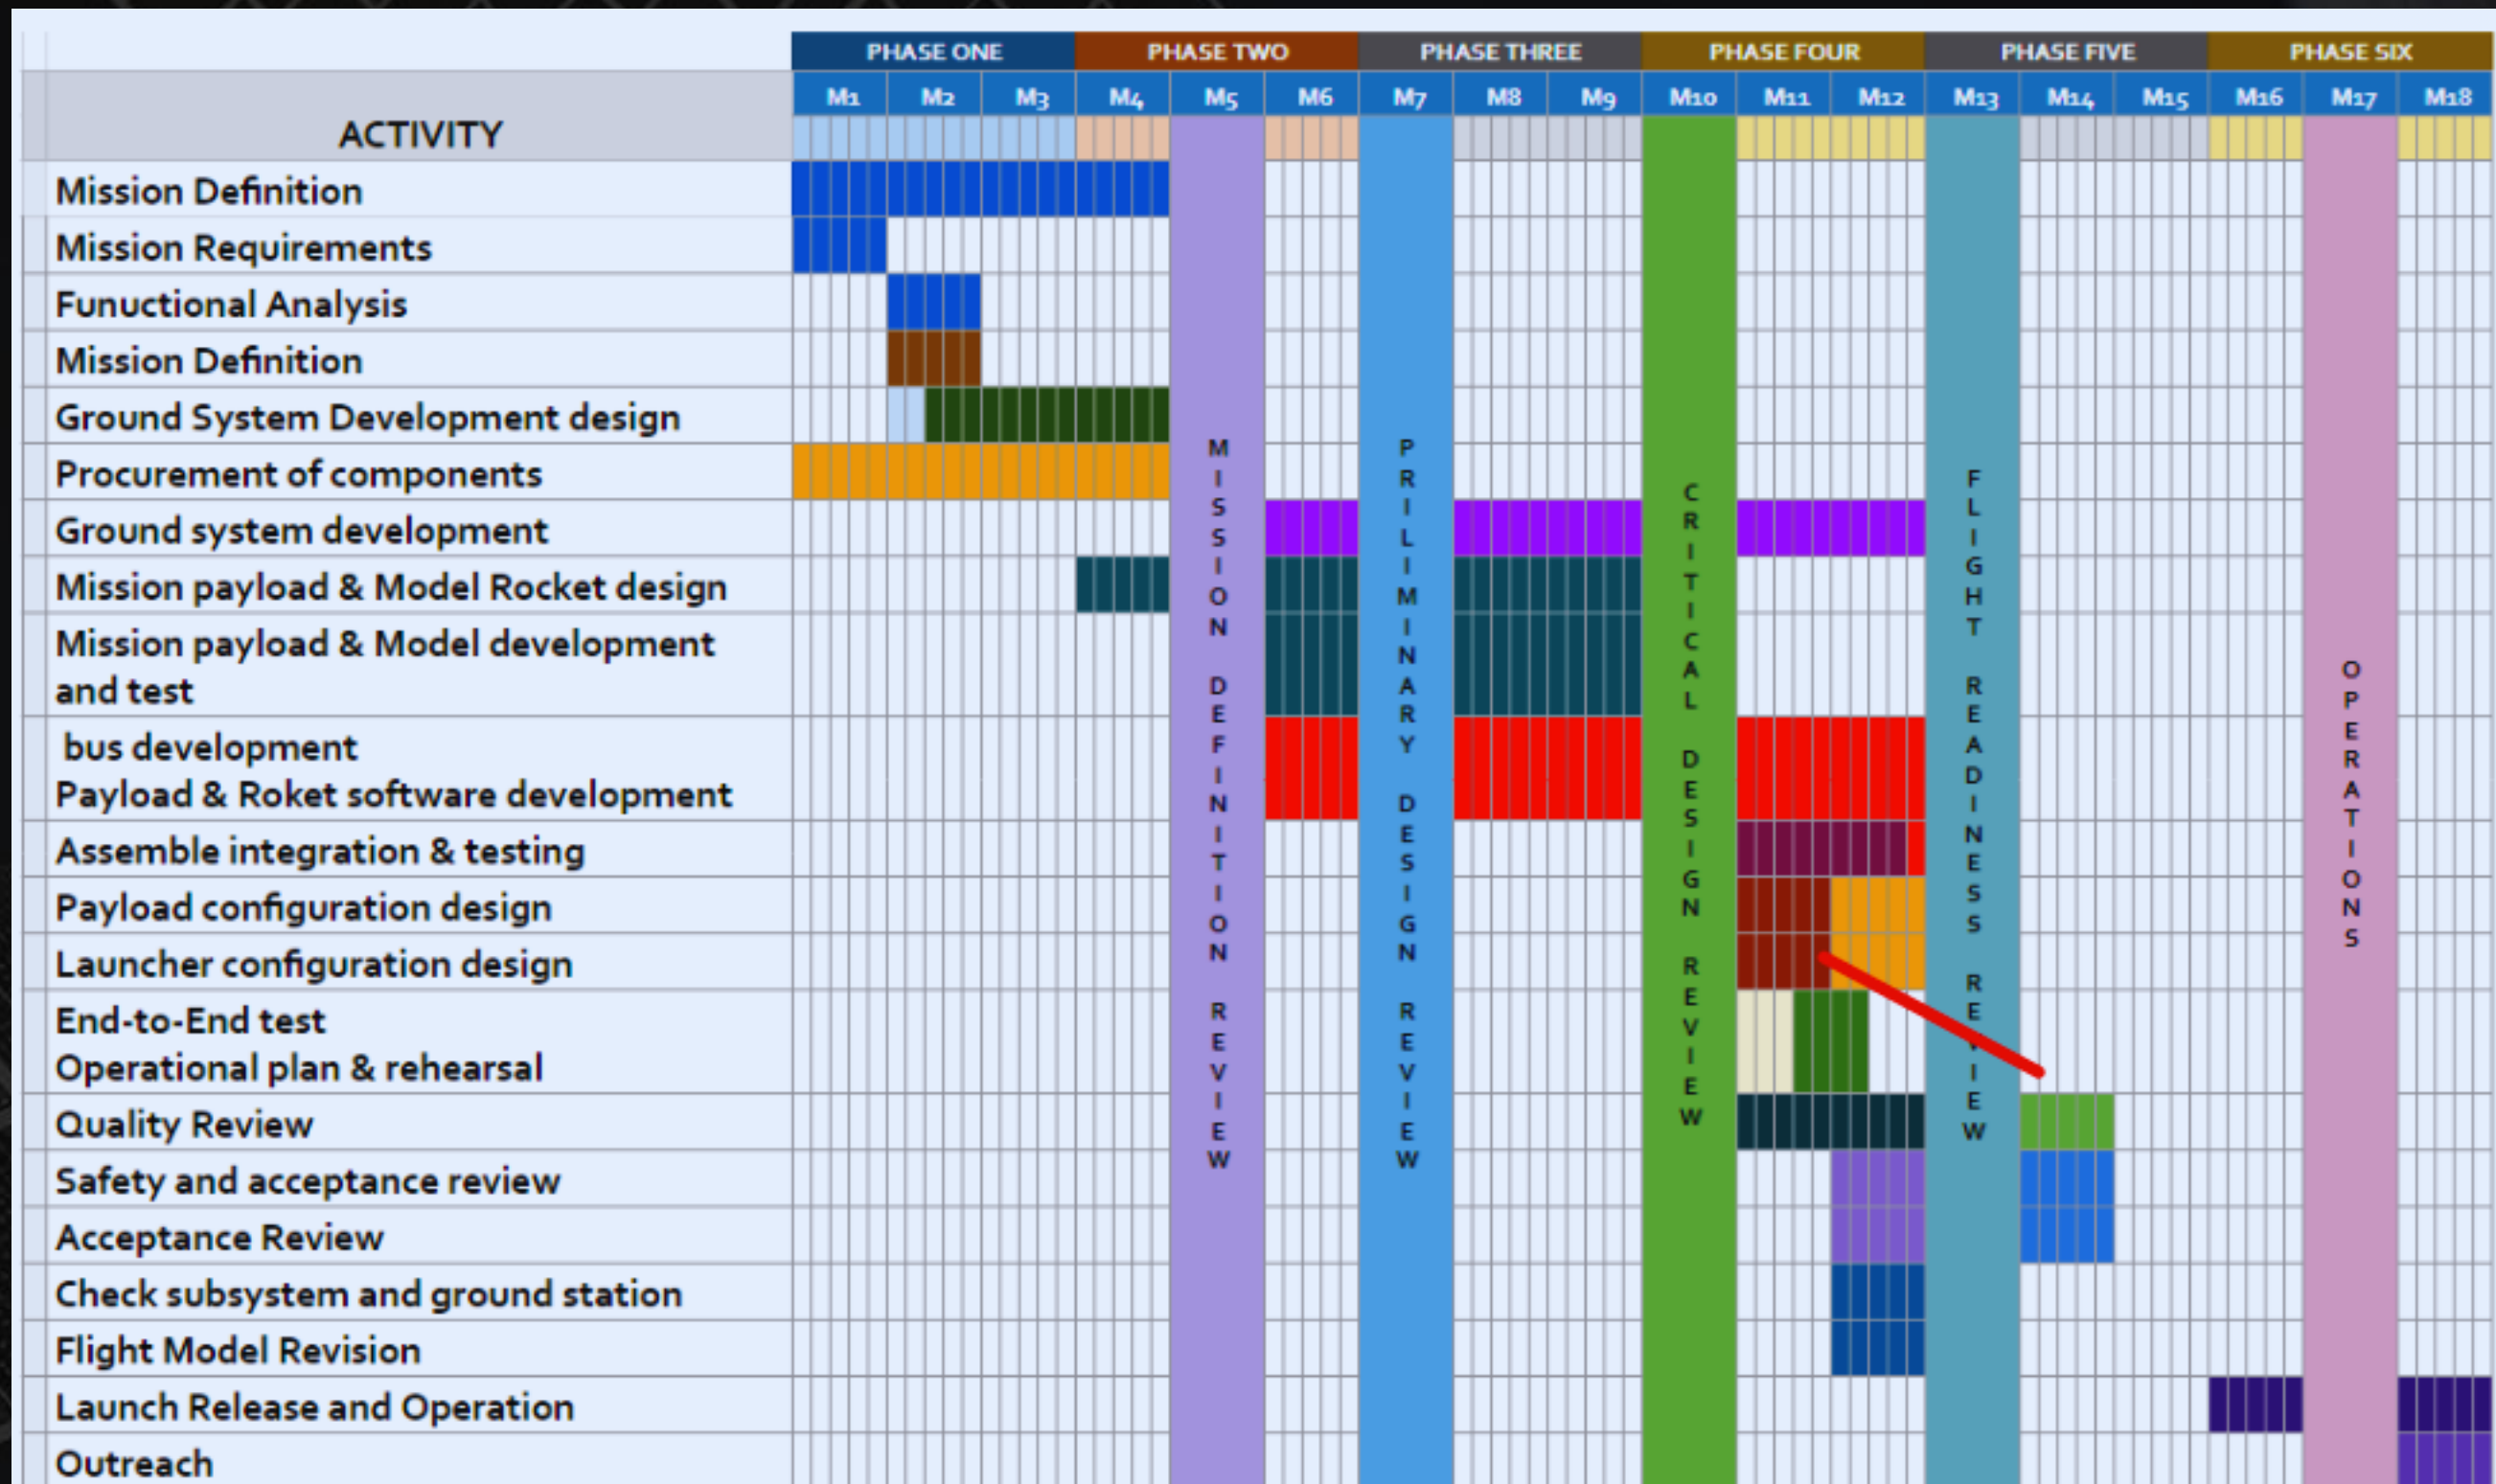 PHASE ONE PHASE TWO PHASE THREE PHASE FOUR PHASE FIVE PHASE SIX
M1 M2 M3 M4 M5 M6 M7 M8 M9 M10 M11 M12 M13 M14 M15 M16 M17 M18
ACTIVITY
Mission Definition
Mission Requirements
Funuctional Analysis
Mission Definition
Ground System Development design
Procurement of components
Ground system development
Mission payload & Model Rocket design
Mission payload & Model development
and test
bus development
Payload & Roket software development
Assemble integration & testing
Payload configuration design
Launcher configuration design
End-to-End test
Operational plan & rehearsal
Quality Review
Safety and acceptance review
Acceptance Review
Check subsystem and ground station
Flight Model Revision
Launch Release and Operation
Outreach
MISSION DEFINITION REVIEW
PRILIMINARY DESIGN REVIEW
CRITICAL DESIGN REVIEW
FLIGHT READINESS REVIEW
OPERATIONS